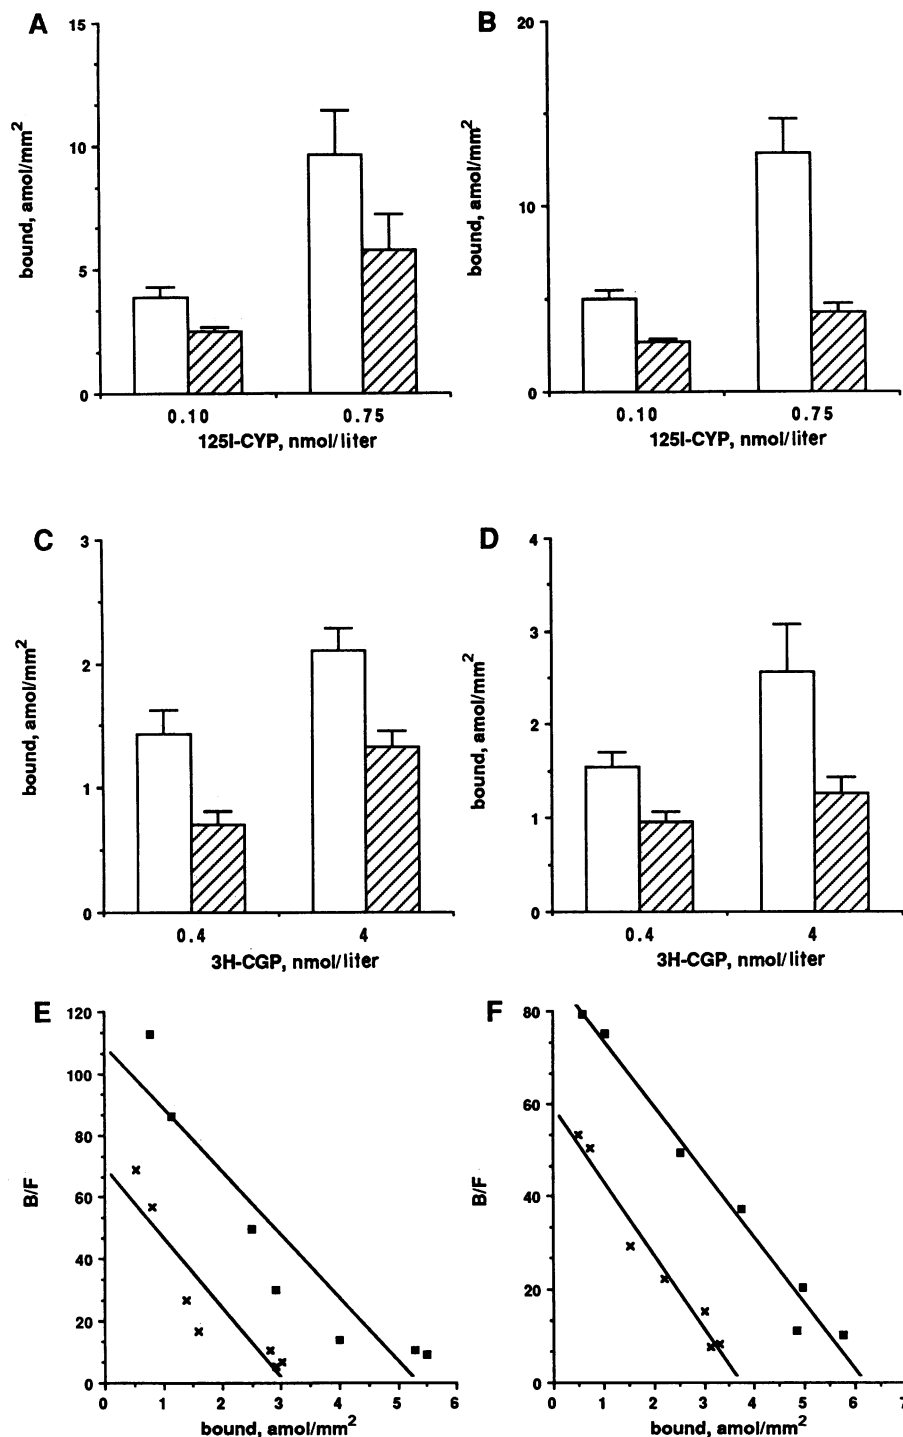 A
B
15
10
5
0
bound, amol/mm2
0.10 0.75
125I-CYP, nmol/liter
20
10
0
bound, amol/mm2
0.10 0.75
125I-CYP, nmol/liter
C
D
3
2
1
0
bound, amol/mm2
0.4 4
3H-CGP, nmol/liter
4
3
2
1
0
bound, amol/mm2
0.4 4
3H-CGP, nmol/liter
E
F
120
100
80
60
40
20
0
B/F
0 1 2 3 4 5 6
bound, amol/mm2
80
60
40
20
0
B/F
0 1 2 3 4 5 6 7
bound, amol/mm2